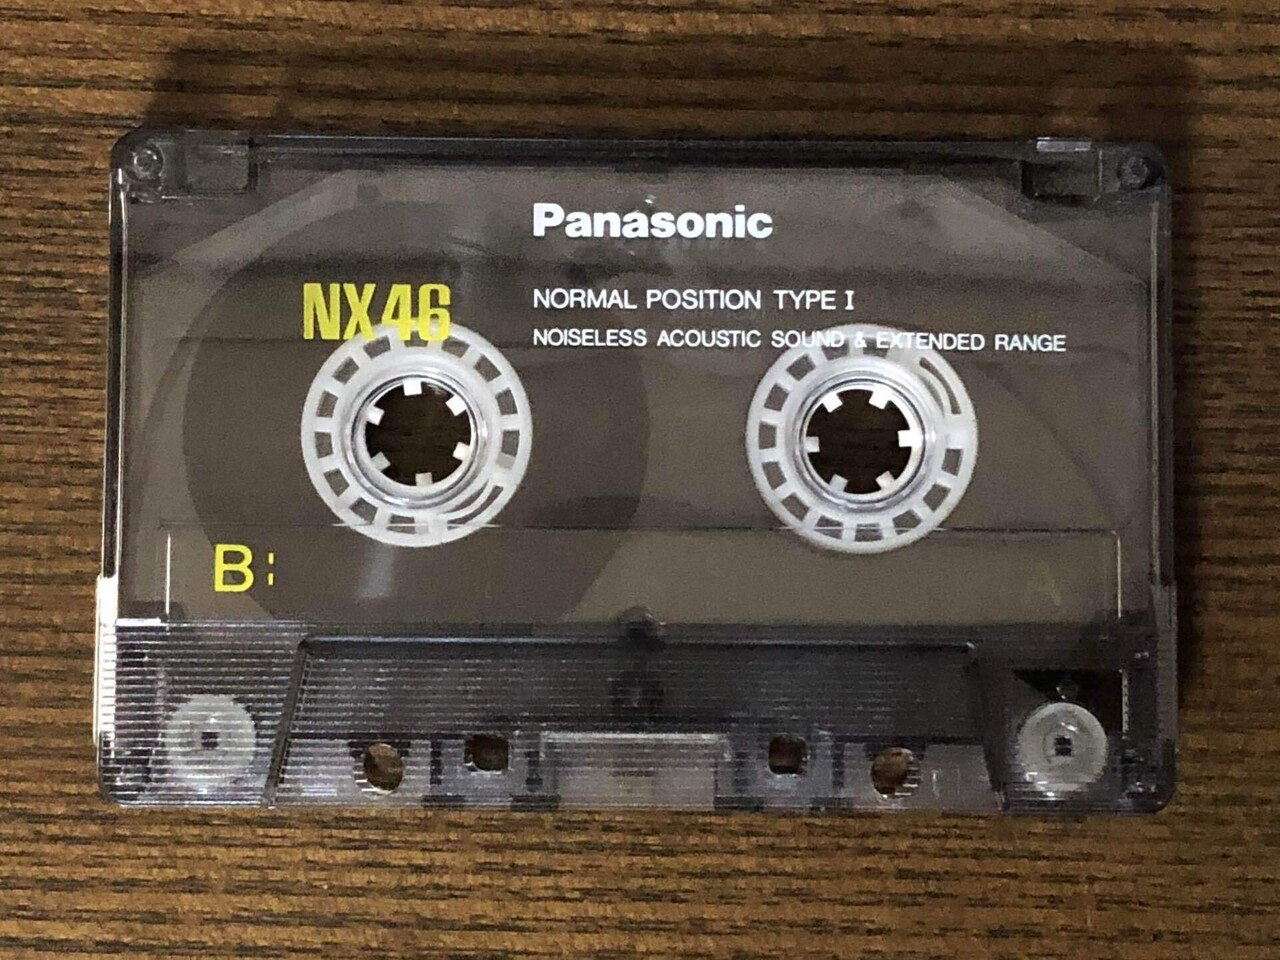 Panasonic
NX46
NORMAL POSITION TYPE I
NOISELESS ACOUSTIC SOUND & EXTENDED RANGE
B:
A